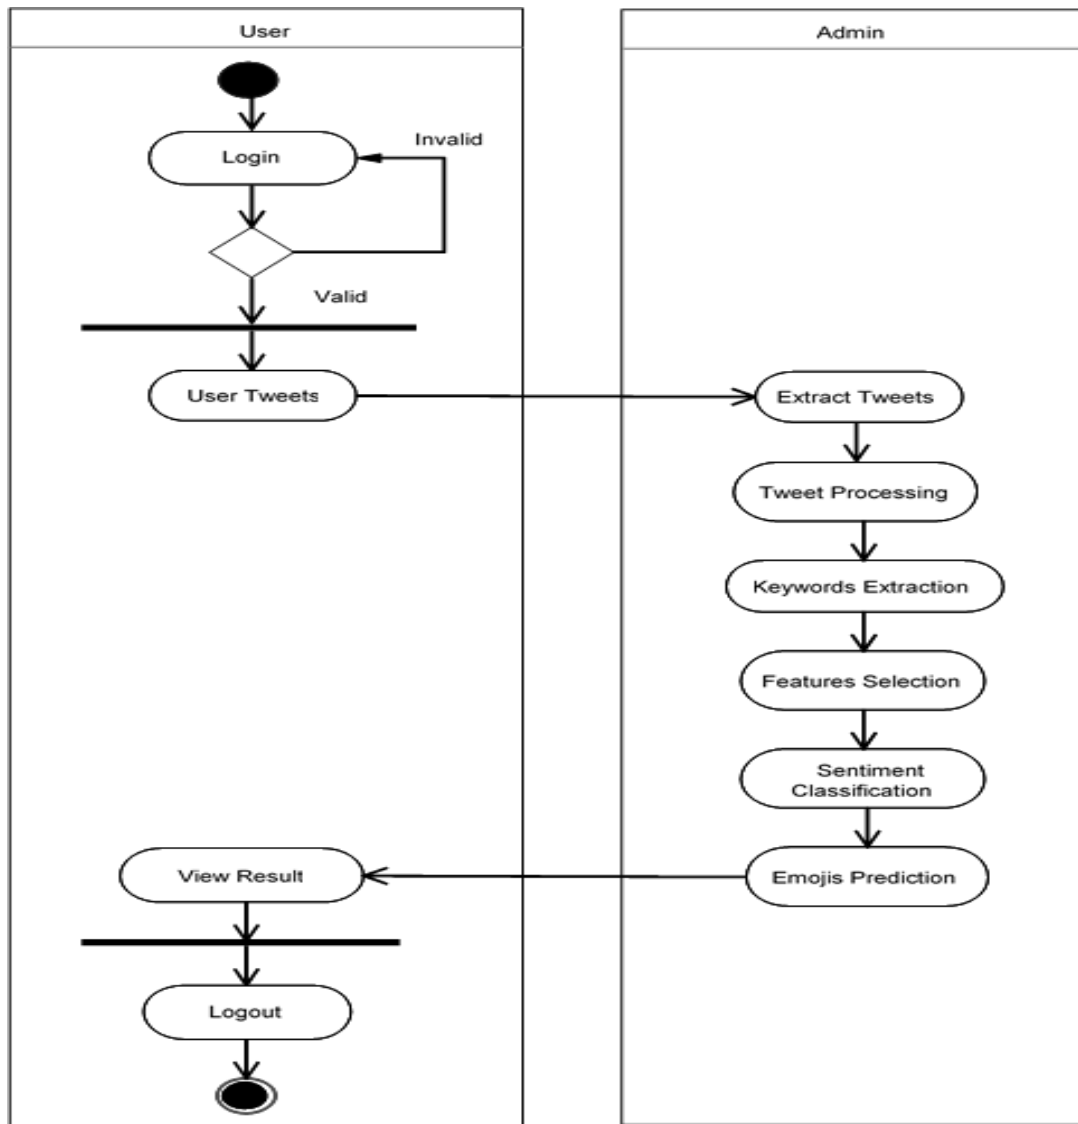 User
Admin
Login
Invalid
Valid
User Tweets
Extract Tweets
Tweet Processing
Keywords Extraction
Features Selection
Sentiment
Classification
View Result
Emojis Prediction
Logout